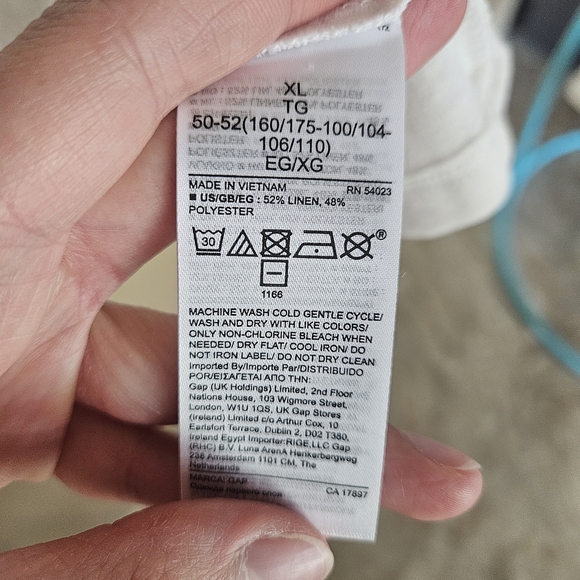 XL
TG
50-52(160/175-100/104-
106/110)
EG/XG
MADE IN VIETNAM RN 54023
■ US/GB/EG : 52% LINEN, 48%
POLYESTER
30 ®
1166
MACHINE WASH COLD GENTLE CYCLE/
WASH AND DRY WITH LIKE COLORS/
ONLY NON-CHLORINE BLEACH WHEN
NEEDED/ DRY FLAT/ COOL IRON/ DO
NOT IRON LABEL/ DO NOT DRY CLEAN
Imported By/Importe Par/DISTRIBUIDO
POR/ΕΙΣΑΓΕΤΑΙ ΑΠΟ ΤΗΝ:
Gap (UK Holdings) Limited, 2nd Floor
Nations House, 103 Wigmore Street,
London, W1U 1QS, UK Gap Stores
(Ireland) Limited c/o Arthur Cox, 10
Earlsfort Terrace, Dublin 2, D02 T380,
Ireland Egypt Importer:RIGE.LLC Gap
(RHC) B.V. Luna ArenA Herikerbergweg
238 Amsterdam 1101 CM, The
Netherlands
MARCA: GAP
CA 17897